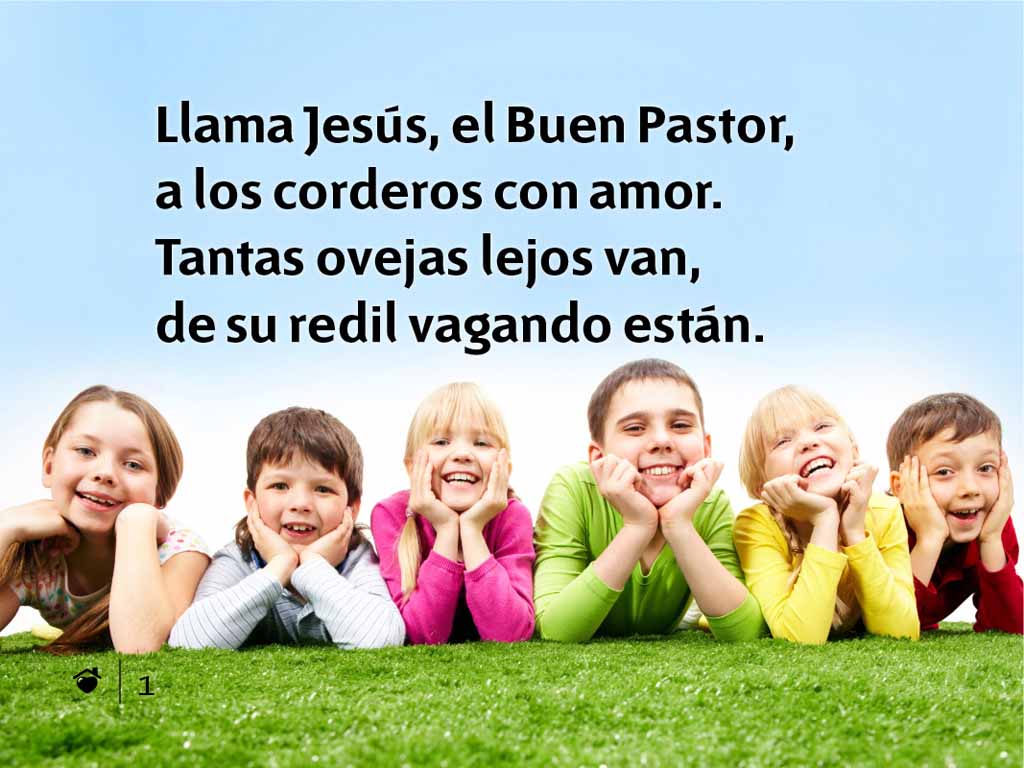 Llama Jesús, el Buen Pastor,
a los corderos con amor.
Tantas ovejas lejos van,
de su redil vagando están.
1